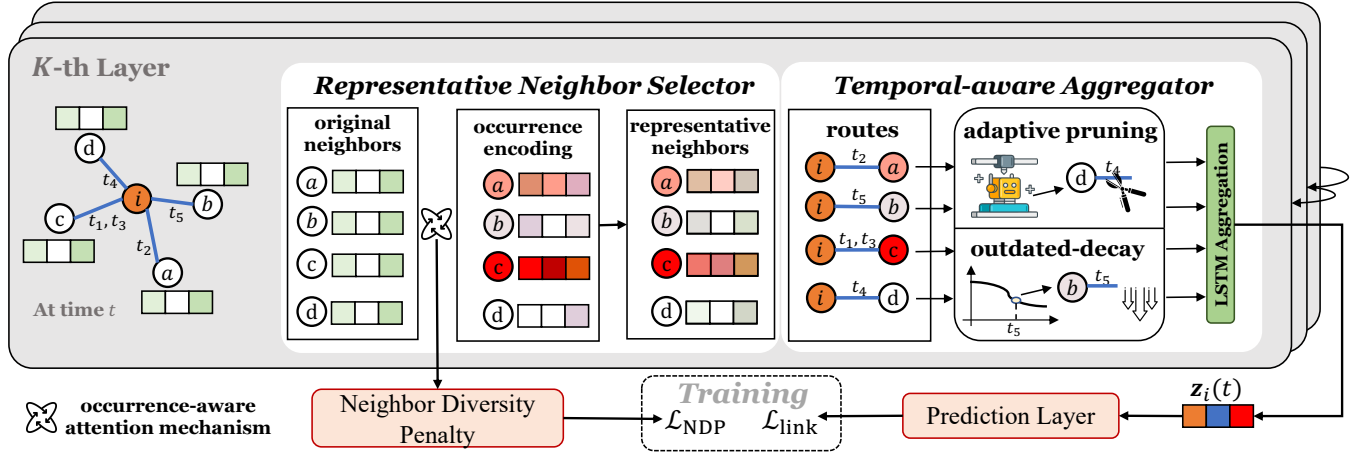 K-th Layer
d
t₄
i
b
t₅
c
t₁, t₃
t₂
a
At time t
Representative Neighbor Selector
original
neighbors
a
b
c
d
occurrence
encoding
a
b
c
d
representative
neighbors
a
b
c
d
Temporal-aware Aggregator
routes
i t₂ a
i t₅ b
i t₁, t₃ c
i t₄ d
adaptive pruning
d t₄
outdated-decay
b t₅
t₅
LSTM Aggregation
occurrence-aware
attention mechanism
Neighbor Diversity
Penalty
Training
ℒNDP ℒlink
Prediction Layer
zᵢ(t)